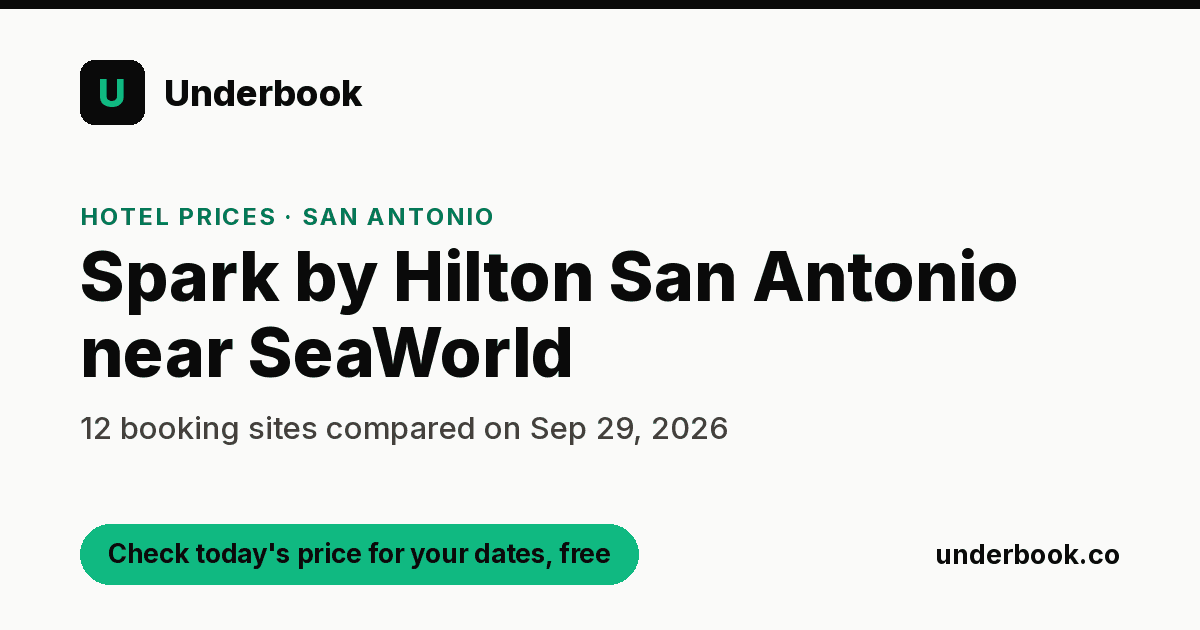 U Underbook
HOTEL PRICES · SAN ANTONIO
Spark by Hilton San Antonio
near SeaWorld
12 booking sites compared on Sep 29, 2026
Check today's price for your dates, free
underbook.co